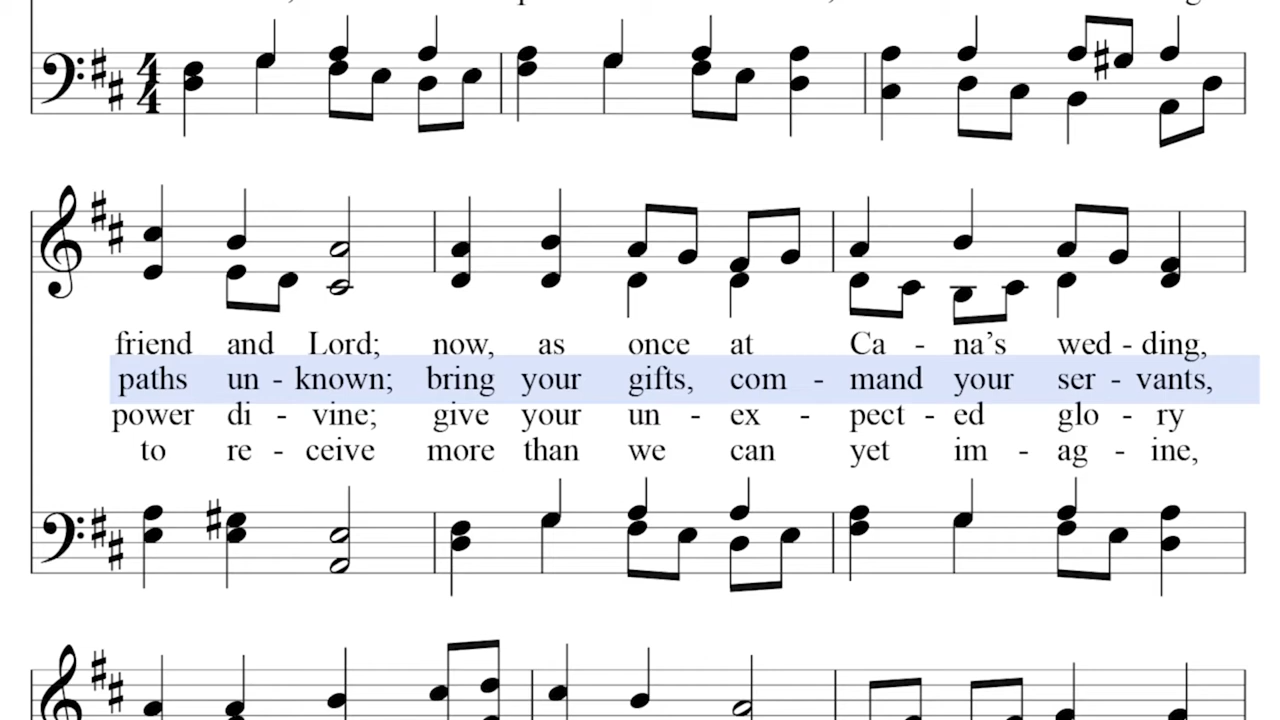 friend and Lord; now, as once at Ca - na's wed - ding,
paths un - known; bring your gifts, com - mand your ser - vants,
power di - vine; give your un - ex - pect - ed glo - ry
to re - ceive more than we can yet im - ag - ine,